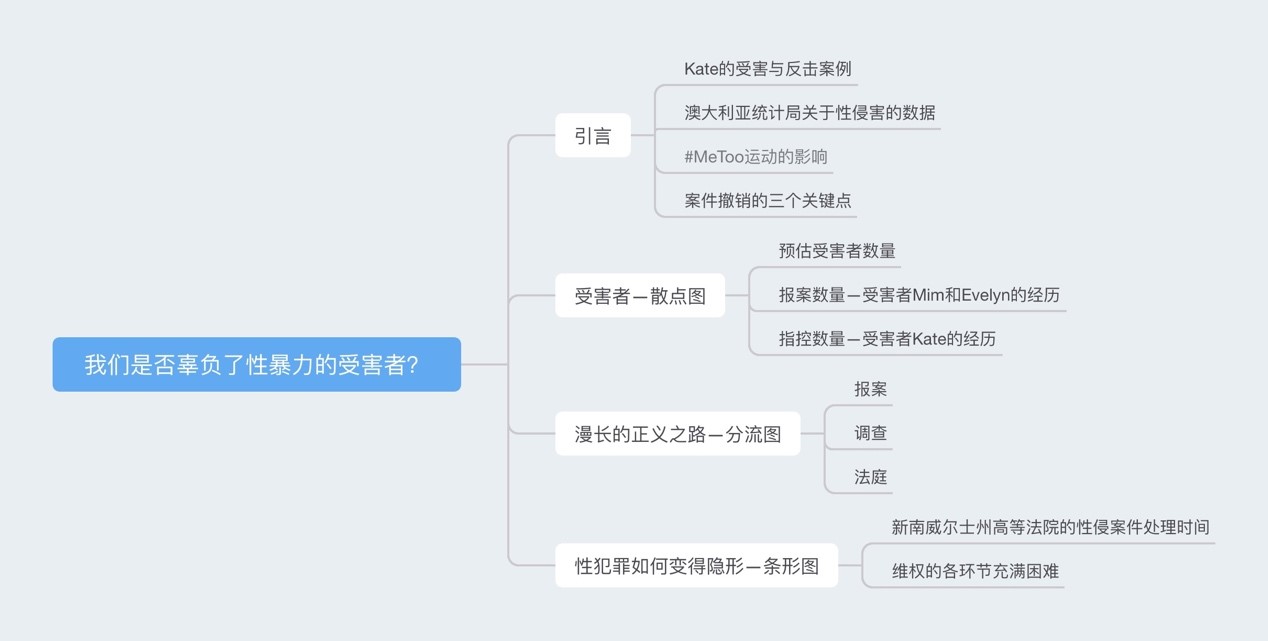 我们是否辜负了性暴力的受害者?
引言
Kate的受害与反击案例
澳大利亚统计局关于性侵害的数据
#MeToo运动的影响
案件撤销的三个关键点
受害者—散点图
预估受害者数量
报案数量—受害者Mim和Evelyn的经历
指控数量—受害者Kate的经历
漫长的正义之路—分流图
报案
调查
法庭
性犯罪如何变得隐形—条形图
新南威尔士州高等法院的性侵案件处理时间
维权的各环节充满困难